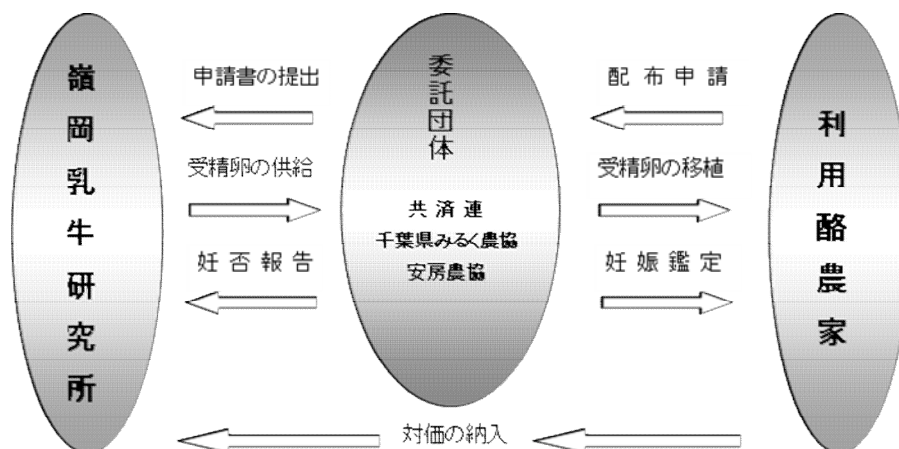 嶺岡乳牛研究所
申請書の提出
受精卵の供給
妊否報告
委託団体
共済連
千葉県みるく農協
安房農協
配布申請
受精卵の移植
妊娠鑑定
利用酪農家
対価の納入